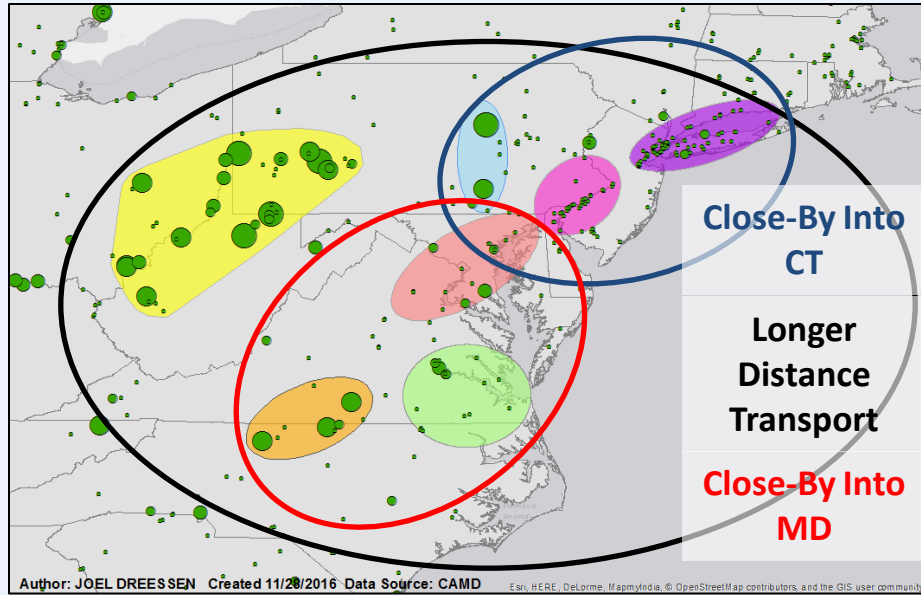 Close-By Into
CT
Longer
Distance
Transport
Close-By Into
MD
Sound
Author: JOEL DREESSEN Created 11/28/2016 Data Source: CAMD
Esri, HERE, DeLorme, MapmyIndia, © OpenStreetMap contributors, and the GIS user community